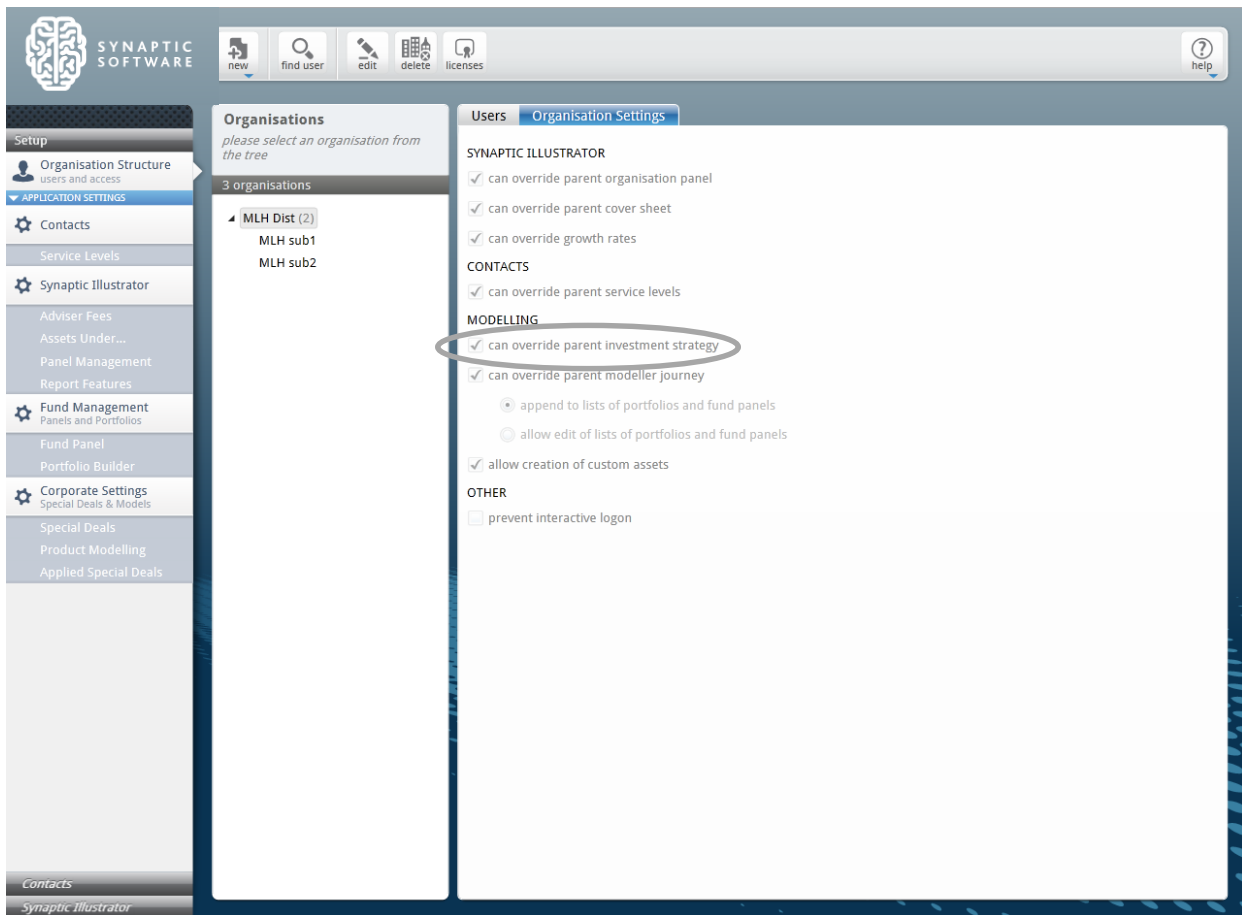 SYNAPTIC
SOFTWARE
new
find user
edit
delete
licenses
help
Setup
Organisation Structure
users and access
APPLICATION SETTINGS
Contacts
Service Levels
Synaptic Illustrator
Adviser Fees
Assets Under...
Panel Management
Report Features
Fund Management
Panels and Portfolios
Fund Panel
Portfolio Builder
Corporate Settings
Special Deals & Models
Special Deals
Product Modelling
Applied Special Deals
Contacts
Synaptic Illustrator
Organisations
please select an organisation from
the tree
3 organisations
MLH Dist (2)
MLH sub1
MLH sub2
Users
Organisation Settings
SYNAPTIC ILLUSTRATOR
can override parent organisation panel
can override parent cover sheet
can override growth rates
CONTACTS
can override parent service levels
MODELLING
can override parent investment strategy
can override parent modeller journey
append to lists of portfolios and fund panels
allow edit of lists of portfolios and fund panels
allow creation of custom assets
OTHER
prevent interactive logon